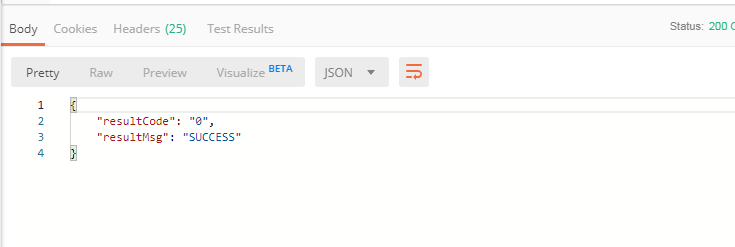 Body Cookies Headers (25) Test Results Status: 200
Pretty Raw Preview Visualize BETA JSON
1 {
2 "resultCode": "0",
3 "resultMsg": "SUCCESS"
4 }